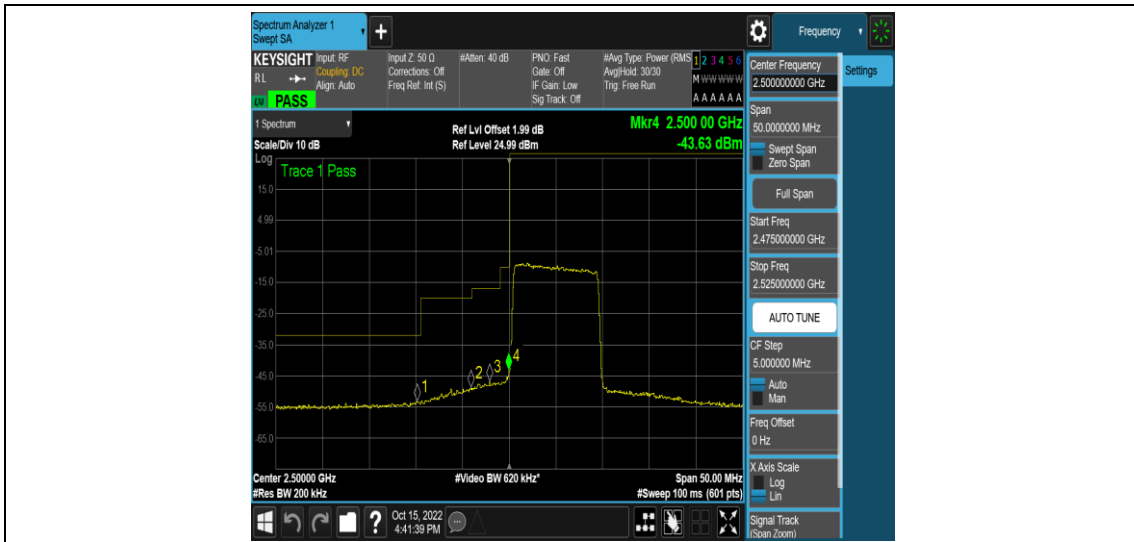 Spectrum Analyzer 1
Swept SA
+
Frequency
KEYSIGHT
RL
LXI
PASS
Input: RF
Coupling: DC
Align: Auto
Input Z: 50 Ω
Corrections: Off
Freq Ref: Int (S)
#Atten: 40 dB
PNO: Fast
Gate: Off
IF Gain: Low
Sig Track: Off
#Avg Type: Power (RMS
Avg|Hold: 30/30
Trig: Free Run
1 2 3 4 5 6
M W W W W W
A A A A A A
Center Frequency
2.500000000 GHz
Settings
1 Spectrum
Ref Lvl Offset 1.99 dB
Mkr4 2.500 00 GHz
Scale/Div 10 dB
Ref Level 24.99 dBm
-43.63 dBm
Span
50.0000000 MHz
Swept Span
Zero Span
Full Span
Start Freq
2.475000000 GHz
Stop Freq
2.525000000 GHz
AUTO TUNE
CF Step
5.000000 MHz
Auto
Man
Freq Offset
0 Hz
X Axis Scale
Log
Lin
Signal Track
(Span Zoom)
Log
Trace 1 Pass
15.0
4.99
-5.01
-15.0
-25.0
-35.0
-45.0
-55.0
-65.0
1
2
3
4
Center 2.50000 GHz
#Video BW 620 kHz*
Span 50.00 MHz
#Res BW 200 kHz
#Sweep 100 ms (601 pts)
?
Oct 15, 2022
4:41:39 PM